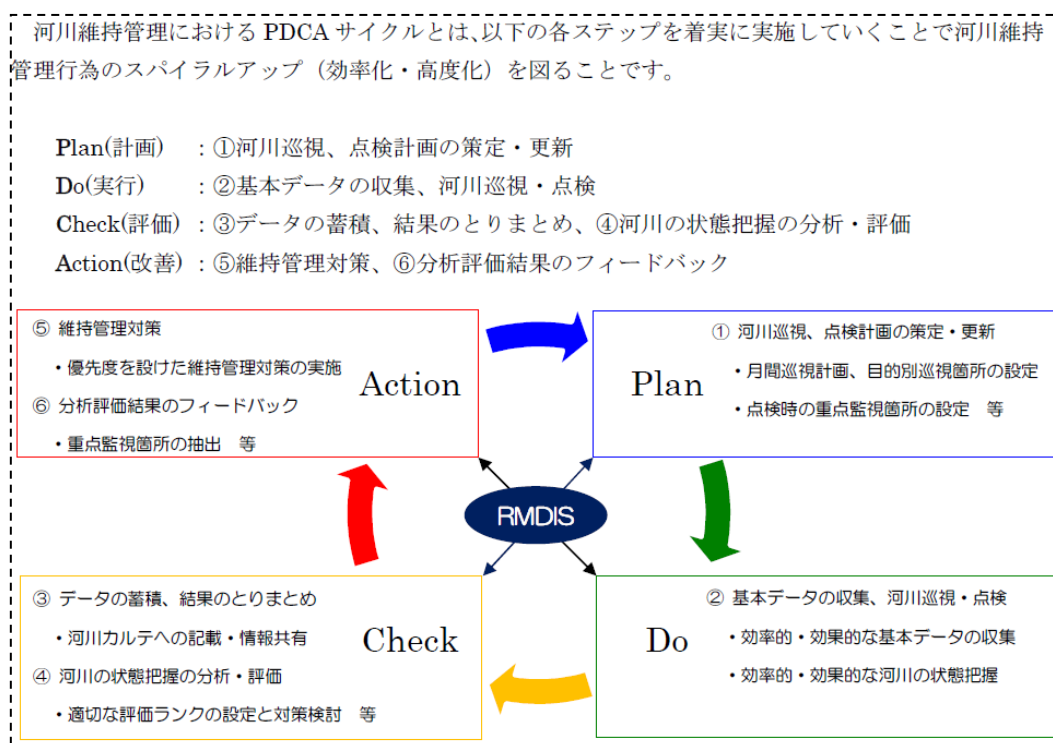 河川維持管理における PDCA サイクルとは、以下の各ステップを着実に実施していくことで河川維持
管理行為のスパイラルアップ（効率化・高度化）を図ることです。
Plan(計画)　：①河川巡視、点検計画の策定・更新
Do(実行)　：②基本データの収集、河川巡視・点検
Check(評価)　：③データの蓄積、結果のとりまとめ、④河川の状態把握の分析・評価
Action(改善)　：⑤維持管理対策、⑥分析評価結果のフィードバック
⑤ 維持管理対策
・優先度を設けた維持管理対策の実施
⑥ 分析評価結果のフィードバック
・重点監視箇所の抽出　等
Action
Plan
① 河川巡視、点検計画の策定・更新
・月間巡視計画、目的別巡視箇所の設定
・点検時の重点監視箇所の設定　等
RMDIS
③ データの蓄積、結果のとりまとめ
・河川カルテへの記載・情報共有
④ 河川の状態把握の分析・評価
・適切な評価ランクの設定と対策検討　等
Check
Do
② 基本データの収集、河川巡視・点検
・効率的・効果的な基本データの収集
・効率的・効果的な河川の状態把握